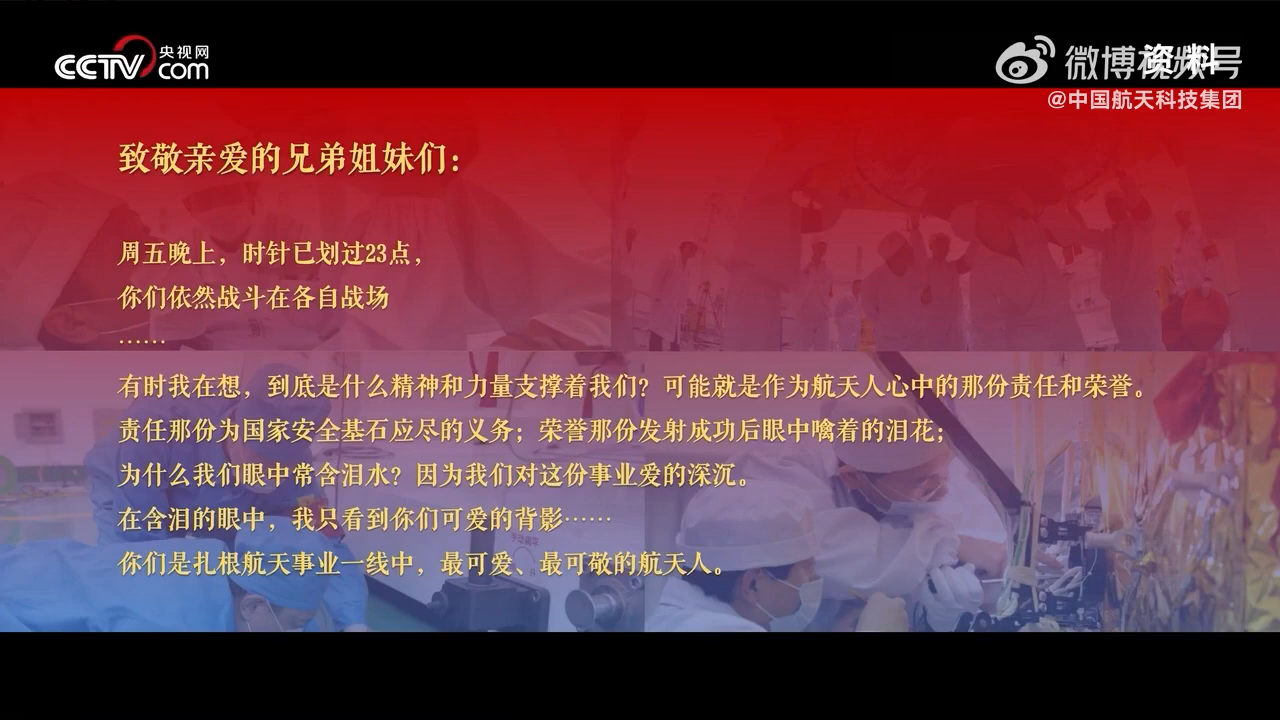 CCTV.com 央视网
微博视频号
资料
@中国航天科技集团
致敬亲爱的兄弟姐妹们：
周五晚上，时针已划过23点，
你们依然战斗在各自战场
……
有时我在想，到底是什么精神和力量支撑着我们？可能就是作为航天人心中的那份责任和荣誉。
责任那份为国家安全基石应尽的义务；荣誉那份发射成功后眼中噙着的泪花；
为什么我们眼中常含泪水？因为我们对这份事业爱的深沉。
在含泪的眼中，我只看到你们可爱的背影……
你们是扎根航天事业一线中，最可爱、最可敬的航天人。